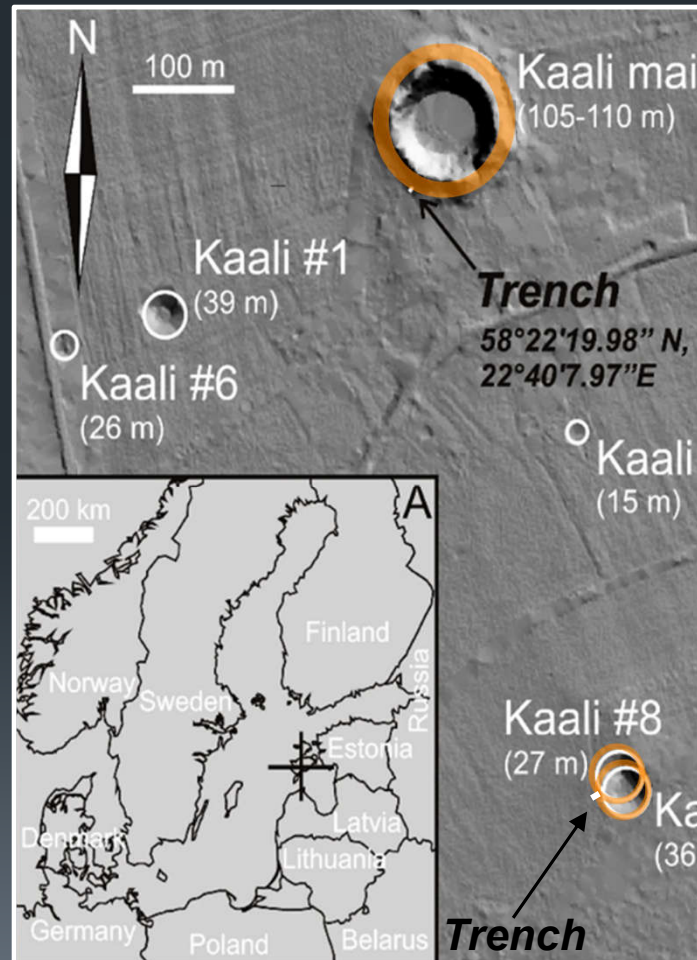 N
100 m
Kaali mai
(105-110 m)
Kaali #1
(39 m)
Trench
58°22'19.98” N,
22°40'7.97”E
Kaali #6
(26 m)
Kaali
(15 m)
200 km
A
Finland
Norway
Sweden
Russia
Estonia
Latvia
Denmark
Lithuania
Germany
Poland
Belarus
Kaali #8
(27 m)
Ka
(36
Trench